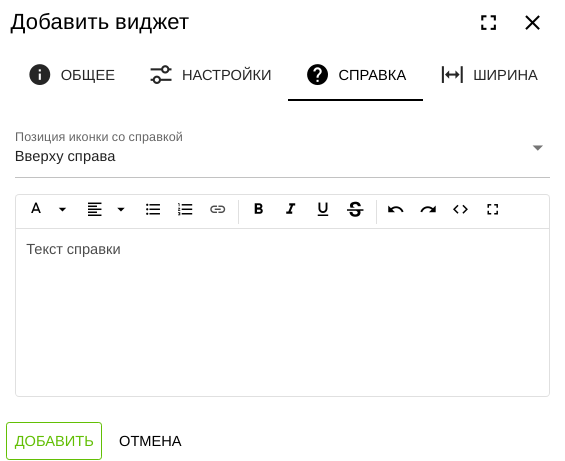 Добавить виджет
ОБЩЕЕ НАСТРОЙКИ СПРАВКА ШИРИНА
Позиция иконки со справкой
Вверху справа
A B I U S
Текст справки
ДОБАВИТЬ ОТМЕНА